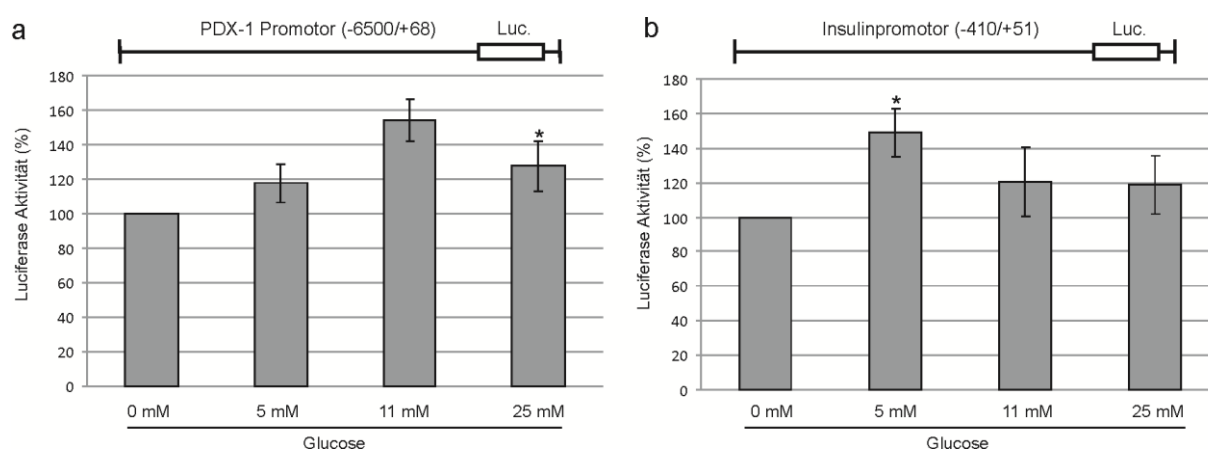 a
PDX-1 Promotor (-6500/+68)
Luc.
Luciferase Aktivität (%)
180
160
140
120
100
80
60
40
20
0
*
0 mM
5 mM
11 mM
25 mM
Glucose
b
Insulinpromotor (-410/+51)
Luc.
Luciferase Aktivität (%)
180
160
140
120
100
80
60
40
20
0
*
0 mM
5 mM
11 mM
25 mM
Glucose